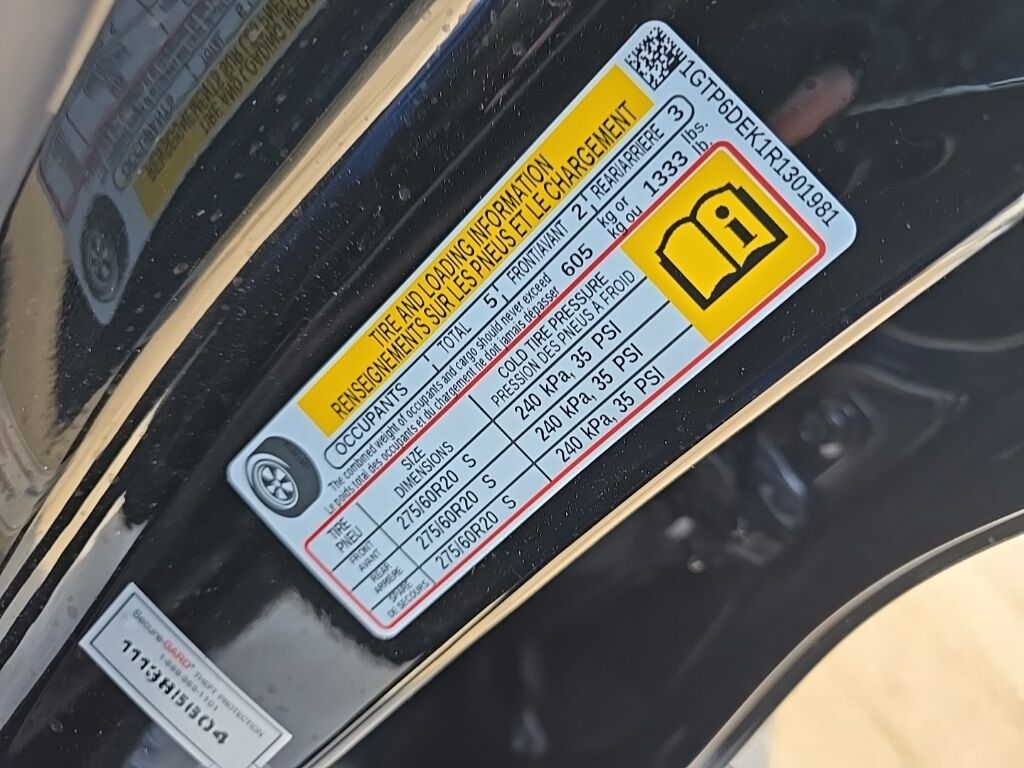 1GTP6DEK1R1301981
TIRE AND LOADING INFORMATION
RENSEIGNEMENTS SUR LES PNEUS ET LE CHARGEMENT
OCCUPANTS TOTAL 5 FRONT/AVANT 2 REAR/ARRIERE 3
The combined weight of occupants and cargo should never exceed 605 kg or 1333 lbs.
Le poids total des occupants et du chargement ne doit jamais dépasser kg ou lb.
TIRE SIZE COLD TIRE PRESSURE
PNEU DIMENSIONS PRESSION DES PNEUS À FROID
FRONT AVANT 275/60R20 S 240 kPa, 35 PSI
REAR ARRIERE 275/60R20 S 240 kPa, 35 PSI
SPARE DE SECOURS 275/60R20 S 240 kPa, 35 PSI
i
SecureGARD® THEFT PROTECTION